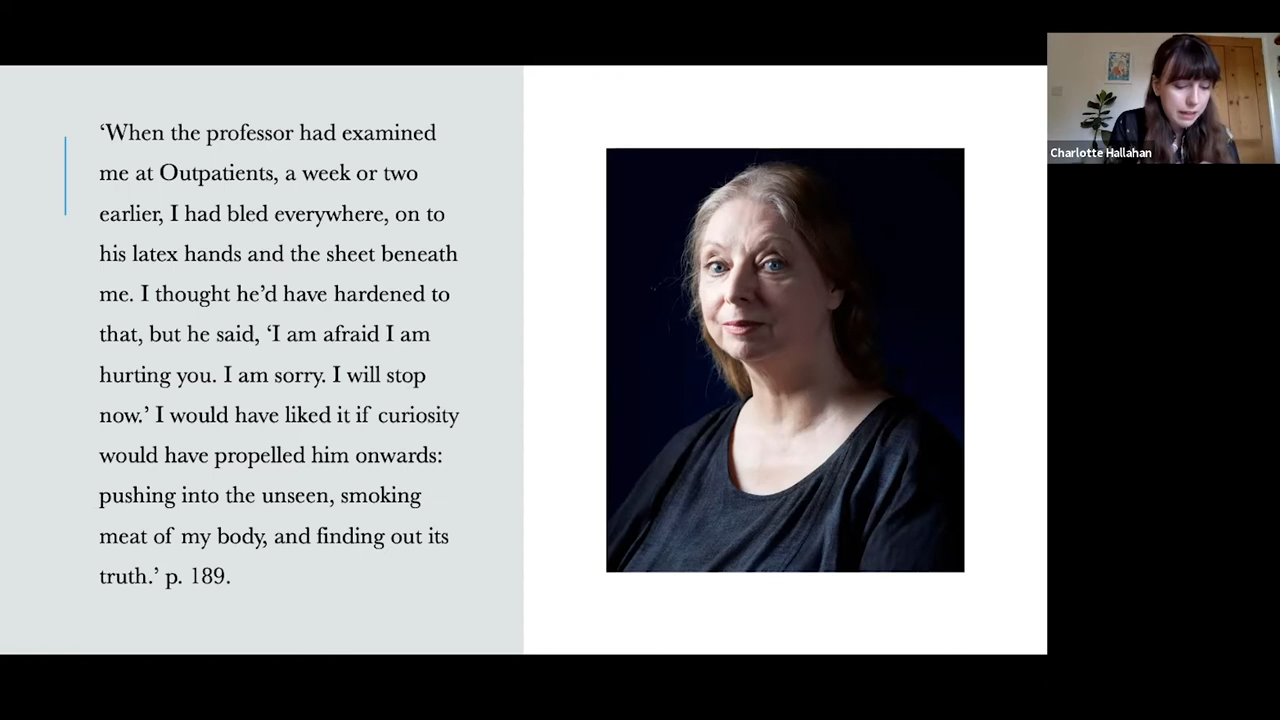 ‘When the professor had examined
me at Outpatients, a week or two
earlier, I had bled everywhere, on to
his latex hands and the sheet beneath
me. I thought he’d have hardened to
that, but he said, ‘I am afraid I am
hurting you. I am sorry. I will stop
now.’ I would have liked it if curiosity
would have propelled him onwards:
pushing into the unseen, smoking
meat of my body, and finding out its
truth.’ p. 189.
Charlotte Hallahan